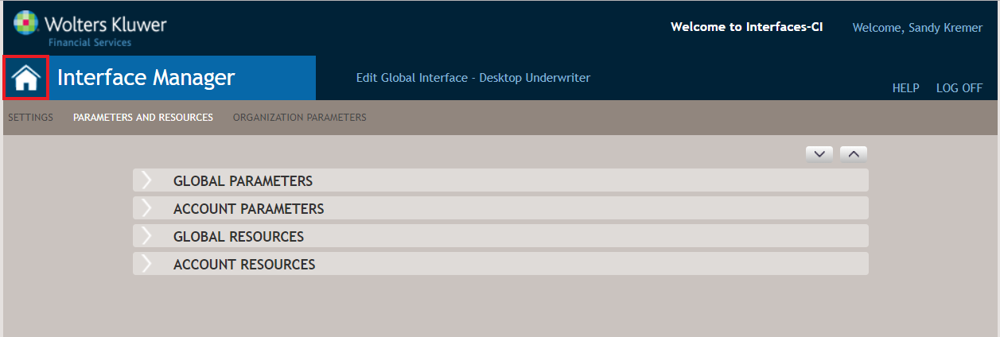 Wolters Kluwer
Financial Services
Welcome to Interfaces-CI
Welcome, Sandy Kremer
Interface Manager
Edit Global Interface - Desktop Underwriter
HELP LOG OFF
SETTINGS PARAMETERS AND RESOURCES ORGANIZATION PARAMETERS
GLOBAL PARAMETERS
ACCOUNT PARAMETERS
GLOBAL RESOURCES
ACCOUNT RESOURCES